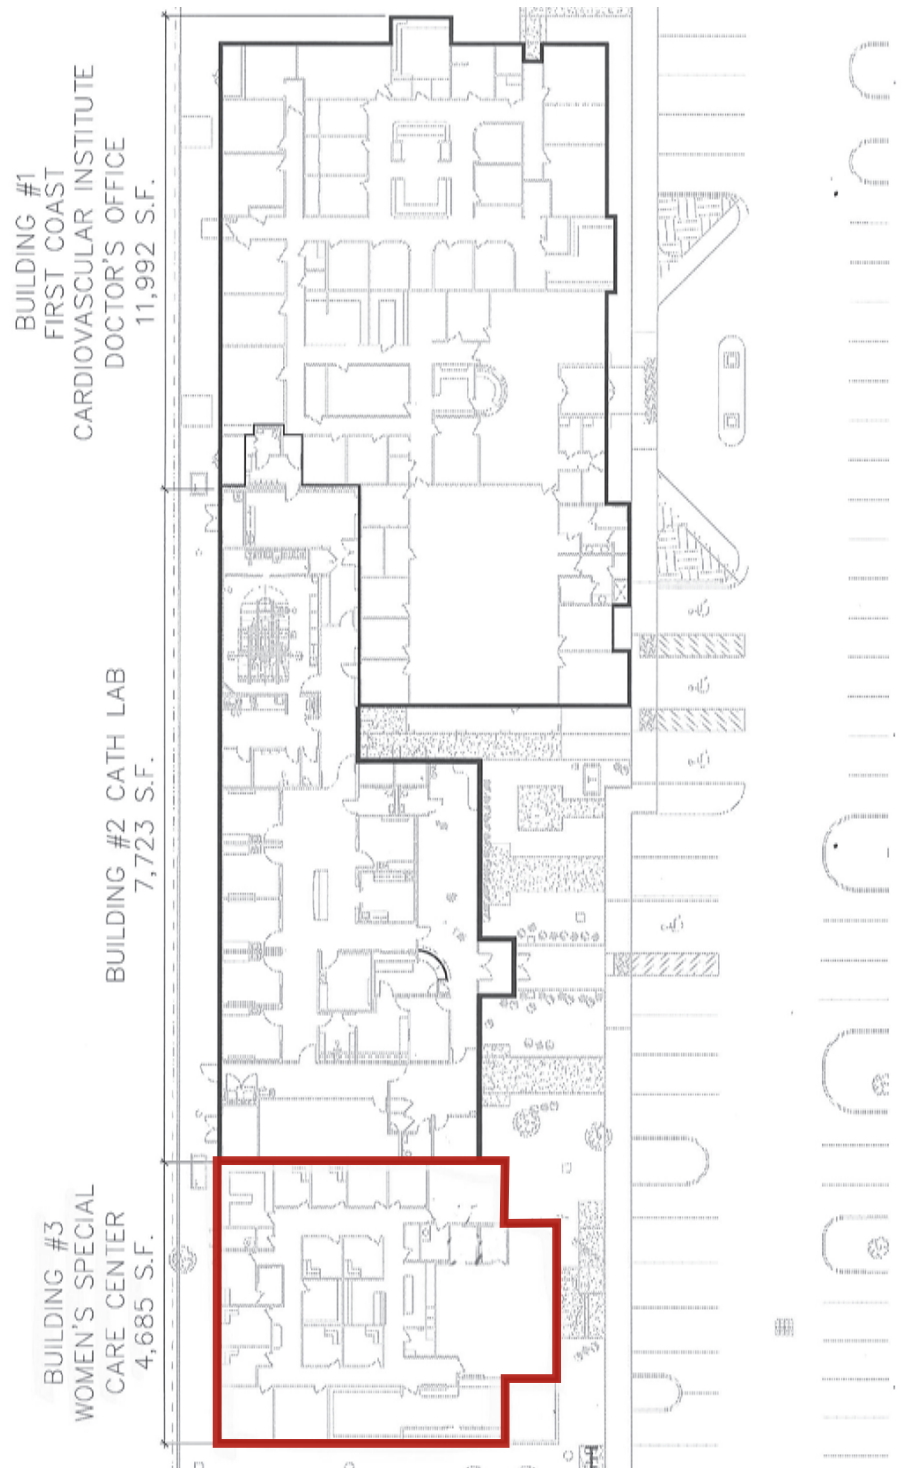 BUILDING #1
FIRST COAST
CARDIOVASCULAR INSTITUTE
DOCTOR'S OFFICE
11,992 S.F.
BUILDING #2 CATH LAB
7,723 S.F.
BUILDING #3
WOMEN'S SPECIAL
CARE CENTER
4,685 S.F.